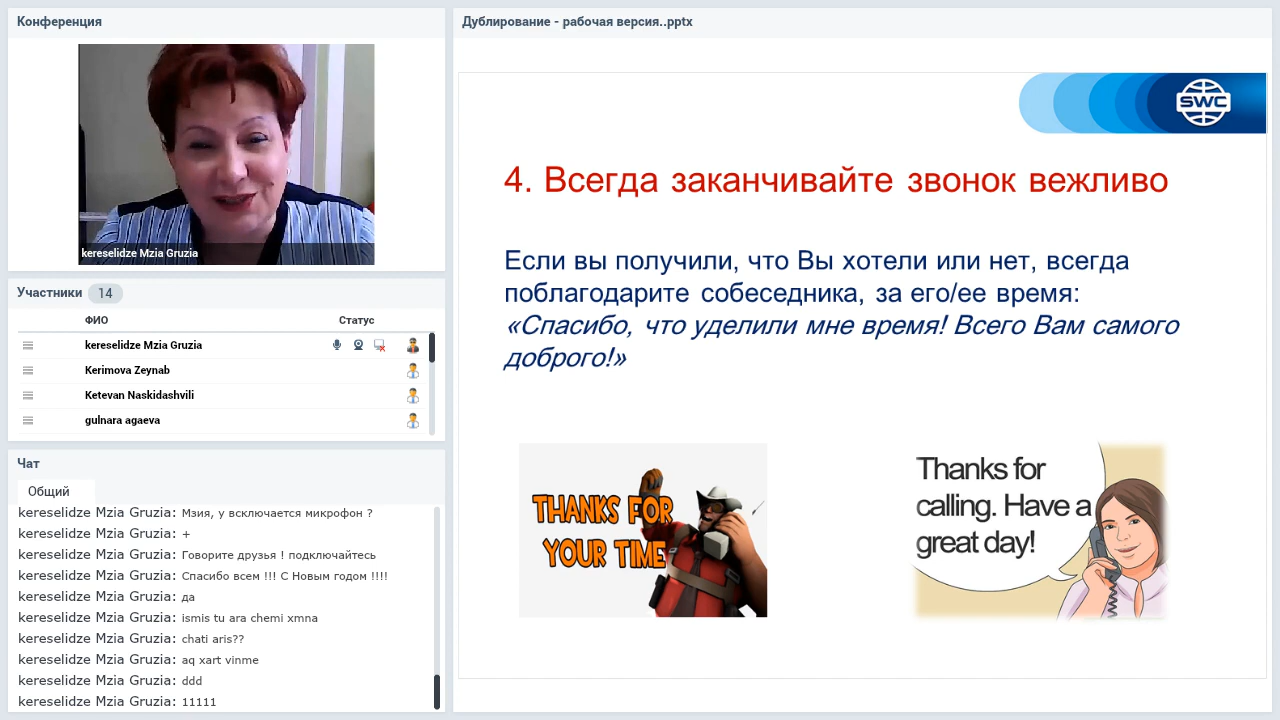 Конференция
kereselidze Mzia Gruzia
Участники 14
ФИО Статус
kereselidze Mzia Gruzia
Kerimova Zeynab
Ketevan Naskidashvili
gulnara agaeva
Чат
Общий
kereselidze Mzia Gruzia: Мзия, у всключается микрофон ?
kereselidze Mzia Gruzia: +
kereselidze Mzia Gruzia: Говорите друзья ! подключайтесь
kereselidze Mzia Gruzia: Спасибо всем !!! С Новым годом !!!!
kereselidze Mzia Gruzia: да
kereselidze Mzia Gruzia: ismis tu ara chemi xmna
kereselidze Mzia Gruzia: chati aris??
kereselidze Mzia Gruzia: aq xart vinme
kereselidze Mzia Gruzia: ddd
kereselidze Mzia Gruzia: 11111
Дублирование - рабочая версия..pptx
SWC
4. Всегда заканчивайте звонок вежливо
Если вы получили, что Вы хотели или нет, всегда
поблагодарите собеседника, за его/ее время:
«Спасибо, что уделили мне время! Всего Вам самого
доброго!»
THANKS FOR
YOUR TIME
Thanks for
calling. Have a
great day!